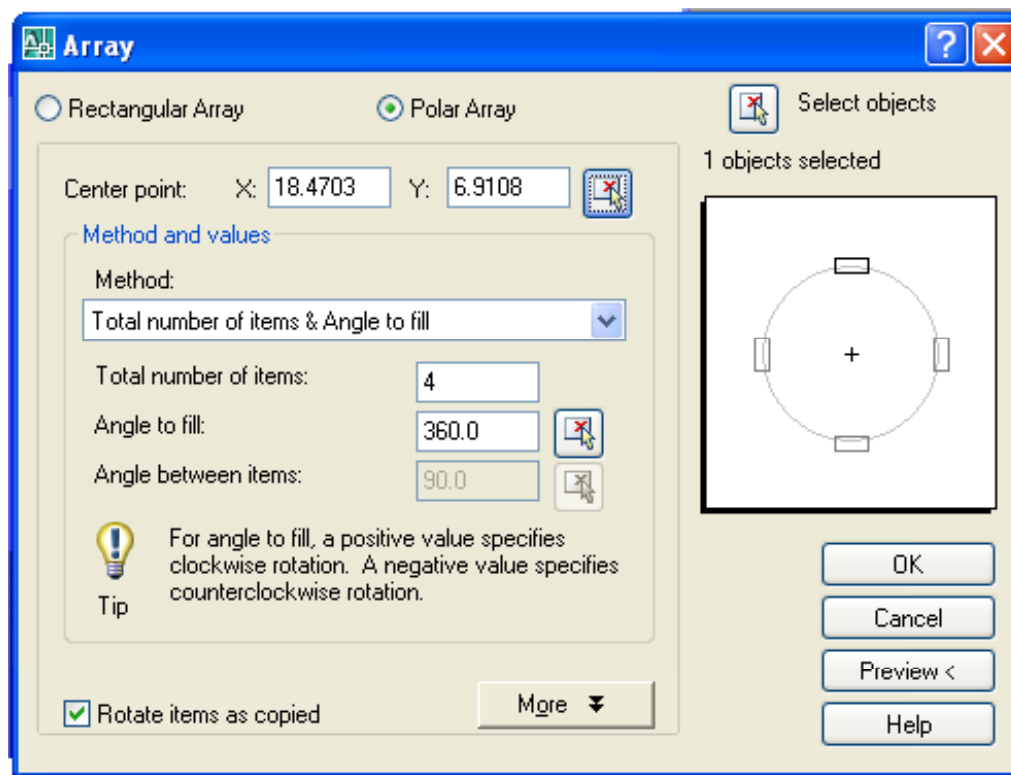 Array
Rectangular Array
Polar Array
Select objects
1 objects selected
Center point: X: 18.4703 Y: 6.9108
Method and values
Method:
Total number of items & Angle to fill
Total number of items: 4
Angle to fill: 360.0
Angle between items: 90.0
For angle to fill, a positive value specifies
clockwise rotation. A negative value specifies
counterclockwise rotation.
Tip
Rotate items as copied
More
OK
Cancel
Preview <
Help